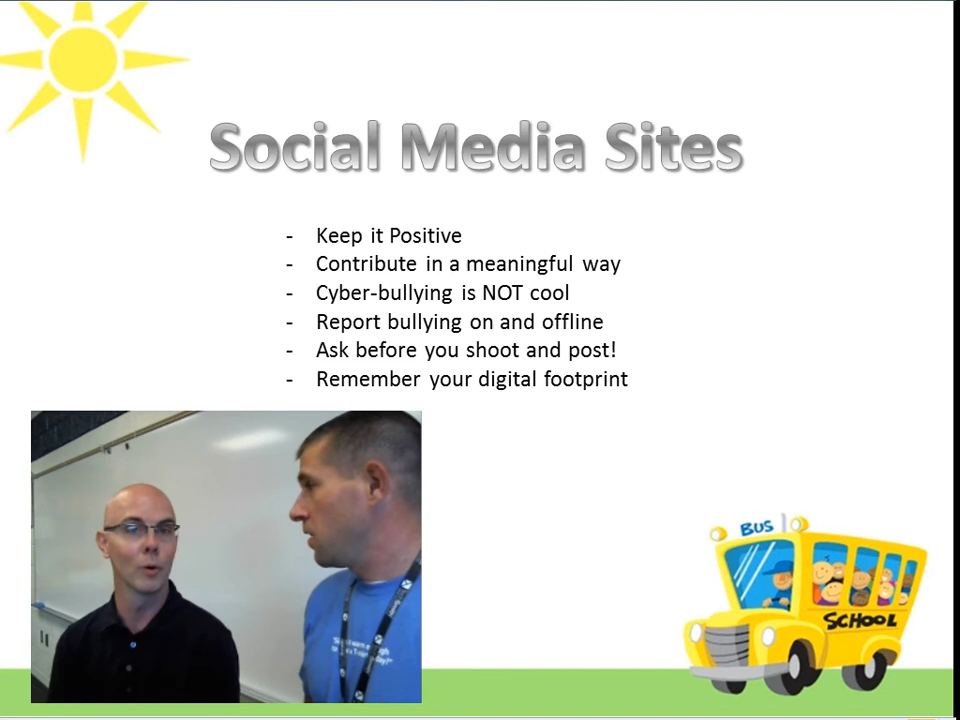 Social Media Sites
- Keep it Positive
- Contribute in a meaningful way
- Cyber-bullying is NOT cool
- Report bullying on and offline
- Ask before you shoot and post!
- Remember your digital footprint
BUS
SCHOOL